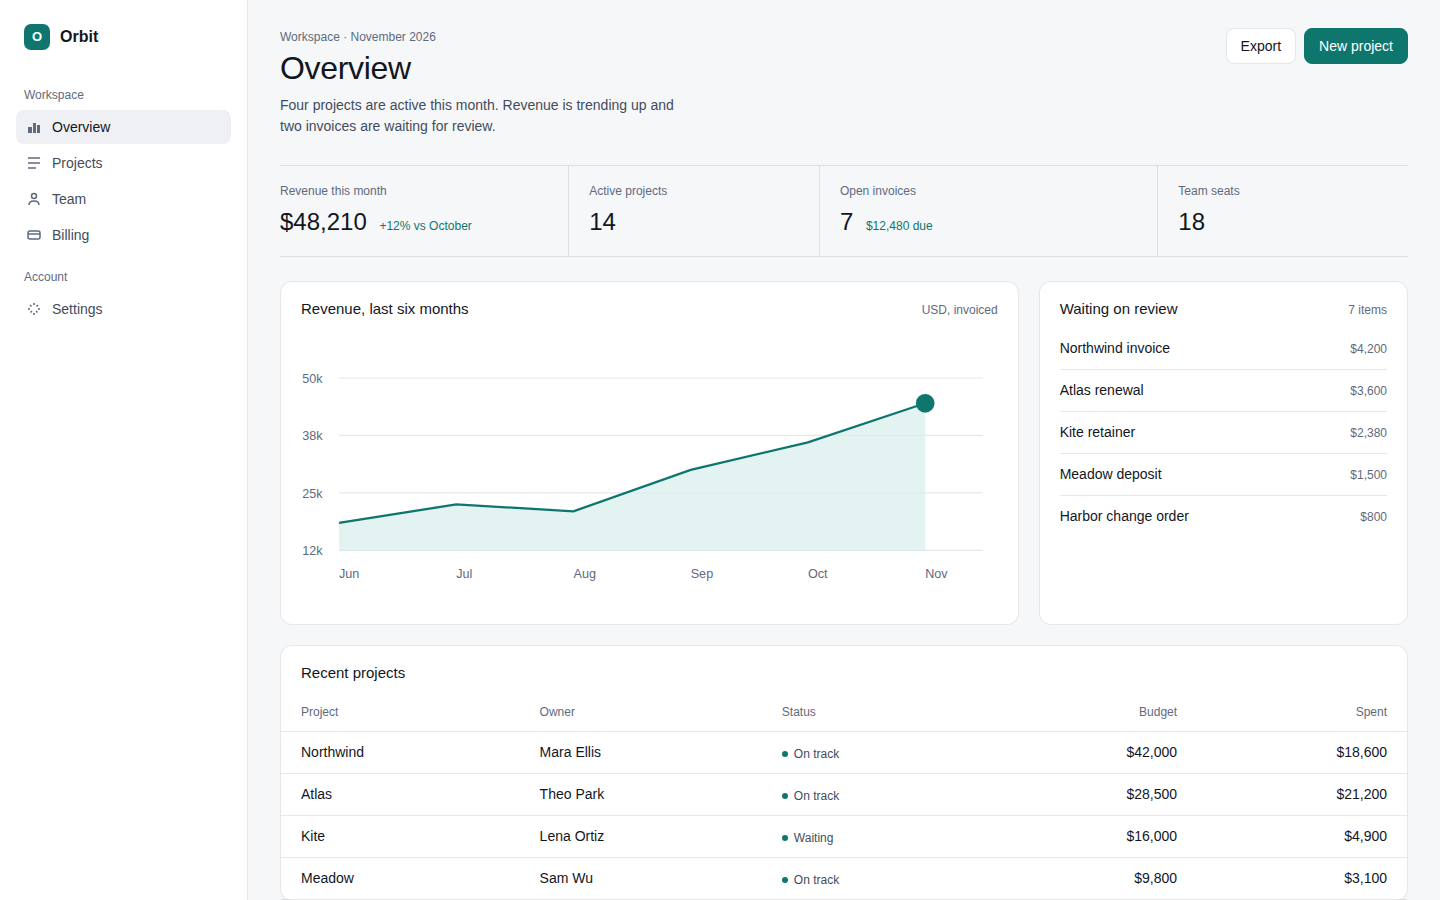 O Orbit
Workspace
Overview
Projects
Team
Billing
Account
Settings
Workspace · November 2026
Overview
Four projects are active this month. Revenue is trending up and
two invoices are waiting for review.
Export
New project
Revenue this month
$48,210 +12% vs October
Active projects
14
Open invoices
7 $12,480 due
Team seats
18
Revenue, last six months
USD, invoiced
50k
38k
25k
12k
Jun Jul Aug Sep Oct Nov
Waiting on review
7 items
Northwind invoice $4,200
Atlas renewal $3,600
Kite retainer $2,380
Meadow deposit $1,500
Harbor change order $800
Recent projects
Project Owner Status Budget Spent
Northwind Mara Ellis On track $42,000 $18,600
Atlas Theo Park On track $28,500 $21,200
Kite Lena Ortiz Waiting $16,000 $4,900
Meadow Sam Wu On track $9,800 $3,100